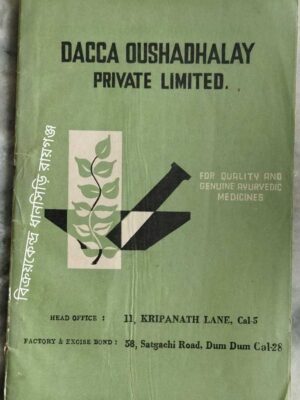 DACCA OUSHADHALAY
PRIVATE LIMITED.
বিক্রয়কেন্দ্র ধানসিড়ি রায়গঞ্জ
FOR QUALITY AND
GENUINE AYURVEDIC
MEDICINES
HEAD OFFICE : 11, KRIPANATH LANE, Cal-5
FACTORY & EXCISE BOND : 58, Satgachi Road, Dum Dum Cal-28